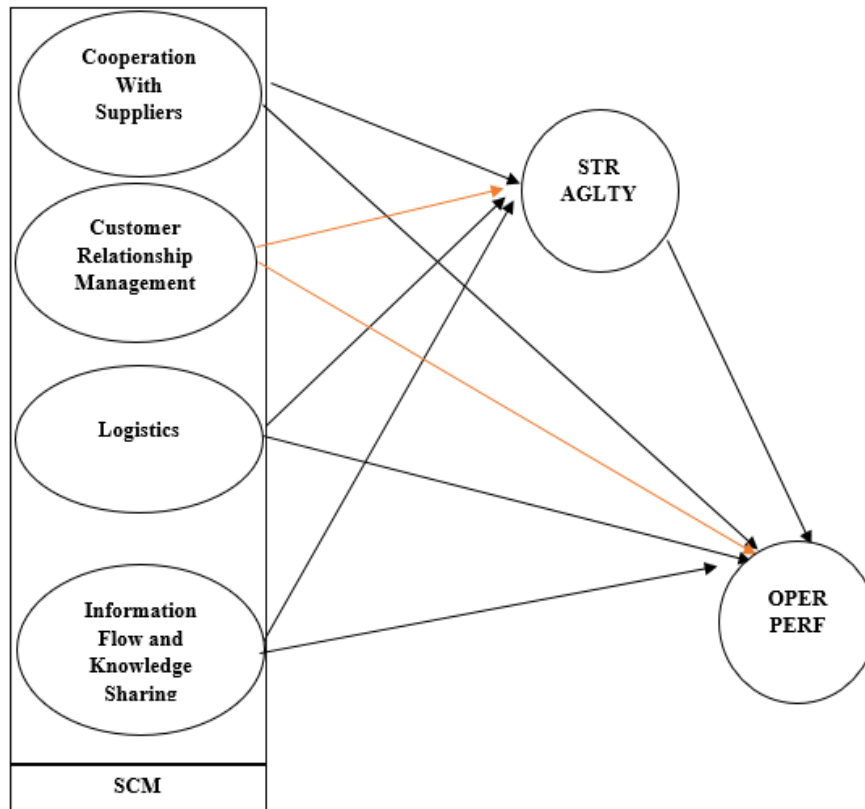 Cooperation
With
Suppliers
STR
AGLTY
Customer
Relationship
Management
Logistics
Information
Flow and
Knowledge
Sharing
OPER
PERF
SCM